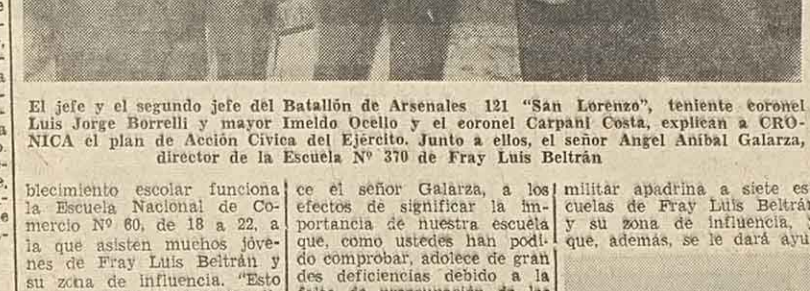 El jefe y el segundo jefe del Batallón de Arsenales 121 "San Lorenzo", teniente coronel
Luis Jorge Borrelli y mayor Imeldo Ocello y el coronel Carpani Costa, explican a CRO-
NICA el plan de Acción Cívica del Ejército. Junto a ellos, el señor Angel Aníbal Galarza,
director de la Escuela Nº 370 de Fray Luis Beltrán
blecimiento escolar funciona
la Escuela Nacional de Co-
mercio Nº 60, de 18 a 22, a
la que asisten muchos jóve-
nes de Fray Luis Beltrán y
su zona de influencia. "Esto
ce el señor Galarza, a los
efectos de significar la im-
portancia de nuestra escuela
que, como ustedes han podi-
do comprobar, adolece de gran
des deficiencias debido a la
militar apadrina a siete es
cuelas de Fray Luis Beltrán
y su zona de influencia,
que, además, se le dará ayu